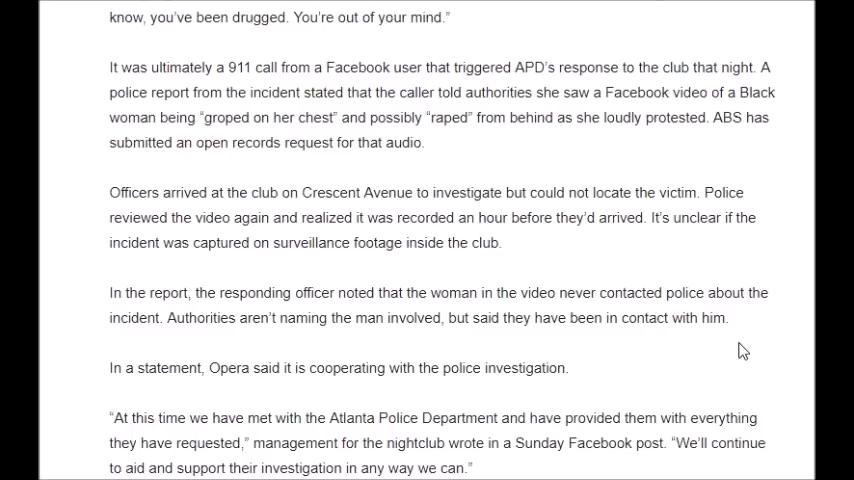 know, you’ve been drugged. You’re out of your mind.”
It was ultimately a 911 call from a Facebook user that triggered APD’s response to the club that night. A
police report from the incident stated that the caller told authorities she saw a Facebook video of a Black
woman being “groped on her chest” and possibly “raped” from behind as she loudly protested. ABS has
submitted an open records request for that audio.
Officers arrived at the club on Crescent Avenue to investigate but could not locate the victim. Police
reviewed the video again and realized it was recorded an hour before they’d arrived. It’s unclear if the
incident was captured on surveillance footage inside the club.
In the report, the responding officer noted that the woman in the video never contacted police about the
incident. Authorities aren’t naming the man involved, but said they have been in contact with him.
In a statement, Opera said it is cooperating with the police investigation.
“At this time we have met with the Atlanta Police Department and have provided them with everything
they have requested,” management for the nightclub wrote in a Sunday Facebook post. “We’ll continue
to aid and support their investigation in any way we can.”